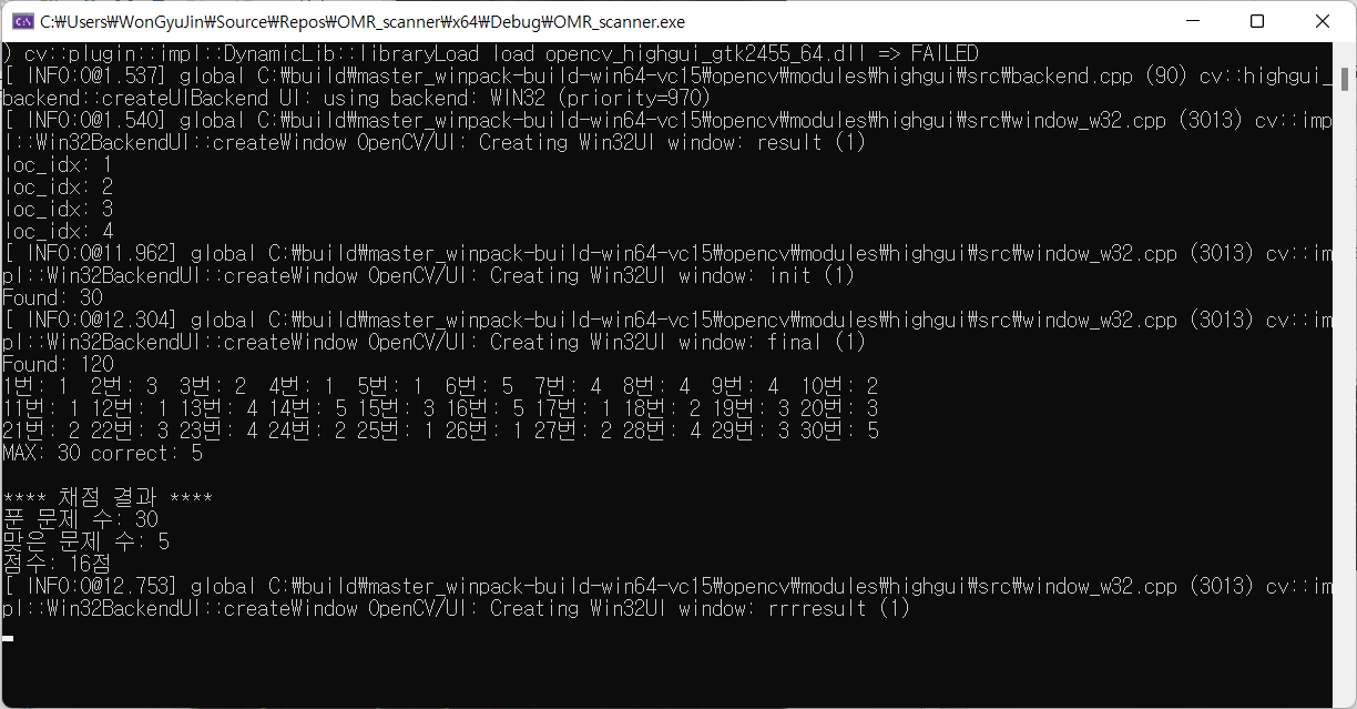 C:₩Users₩WonGyuJin₩Source₩Repos₩OMR_scanner₩x64₩Debug₩OMR_scanner.exe
) cv::plugin::impl::DynamicLib::libraryLoad load opencv_highgui_gtk2455_64.dll => FAILED
[ INFO:0@1.537] global C:₩build₩master_winpack-build-win64-vc15₩opencv₩modules₩highgui₩src₩backend.cpp (90) cv::highgui_
backend::createUIBackend UI: using backend: WIN32 (priority=970)
[ INFO:0@1.540] global C:₩build₩master_winpack-build-win64-vc15₩opencv₩modules₩highgui₩src₩window_w32.cpp (3013) cv::imp
l::Win32BackendUI::createWindow OpenCV/UI: Creating Win32UI window: result (1)
loc_idx: 1
loc_idx: 2
loc_idx: 3
loc_idx: 4
[ INFO:0@11.962] global C:₩build₩master_winpack-build-win64-vc15₩opencv₩modules₩highgui₩src₩window_w32.cpp (3013) cv::im
pl::Win32BackendUI::createWindow OpenCV/UI: Creating Win32UI window: init (1)
Found: 30
[ INFO:0@12.304] global C:₩build₩master_winpack-build-win64-vc15₩opencv₩modules₩highgui₩src₩window_w32.cpp (3013) cv::im
pl::Win32BackendUI::createWindow OpenCV/UI: Creating Win32UI window: final (1)
Found: 120
1번: 1  2번: 3  3번: 2  4번: 1  5번: 1  6번: 5  7번: 4  8번: 4  9번: 4  10번: 2
11번: 1 12번: 1 13번: 4 14번: 5 15번: 3 16번: 5 17번: 1 18번: 2 19번: 3 20번: 3
21번: 2 22번: 3 23번: 4 24번: 2 25번: 1 26번: 1 27번: 2 28번: 4 29번: 3 30번: 5
MAX: 30 correct: 5
**** 채점 결과 ****
푼 문제 수: 30
맞은 문제 수: 5
점수: 16점
[ INFO:0@12.753] global C:₩build₩master_winpack-build-win64-vc15₩opencv₩modules₩highgui₩src₩window_w32.cpp (3013) cv::im
pl::Win32BackendUI::createWindow OpenCV/UI: Creating Win32UI window: rrrresult (1)